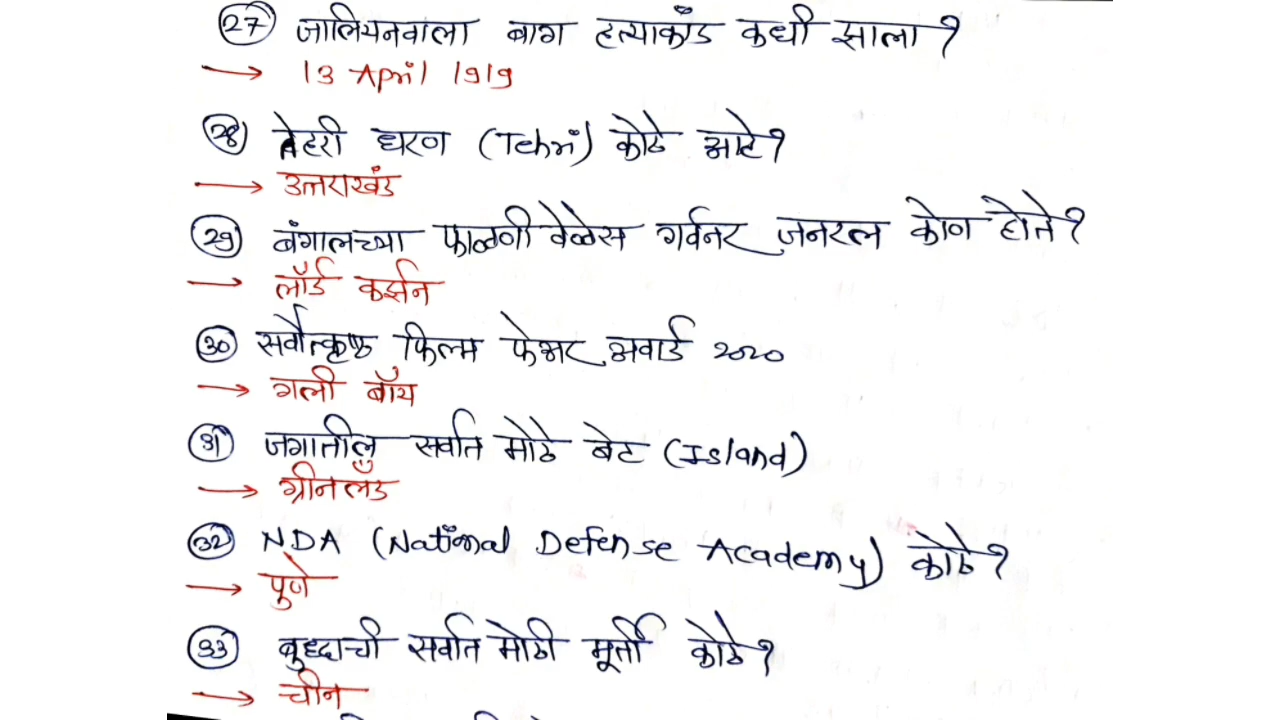 27 जालियनवाला बाग हत्याकाँड कधी झाला?
→ 13 April 1919
28 तेहरी धरण (Tehri) कोठे आहे?
→ उत्तराखंड
29 बंगालच्या फाळणी वेळेस गर्वनर जनरल कोण होते?
→ लॉर्ड कर्झन
30 सर्वोत्कृष्ठ फिल्म फेअर अवार्ड 2020
→ गली बॉय
31 जगातील सर्वात मोठे बेट (Island)
→ ग्रीनलँड
32 NDA (National Defense Academy) कोठे?
→ पुणे
33 बुध्दाची सर्वात मोठी मूर्ती कोठे?
→ चीन